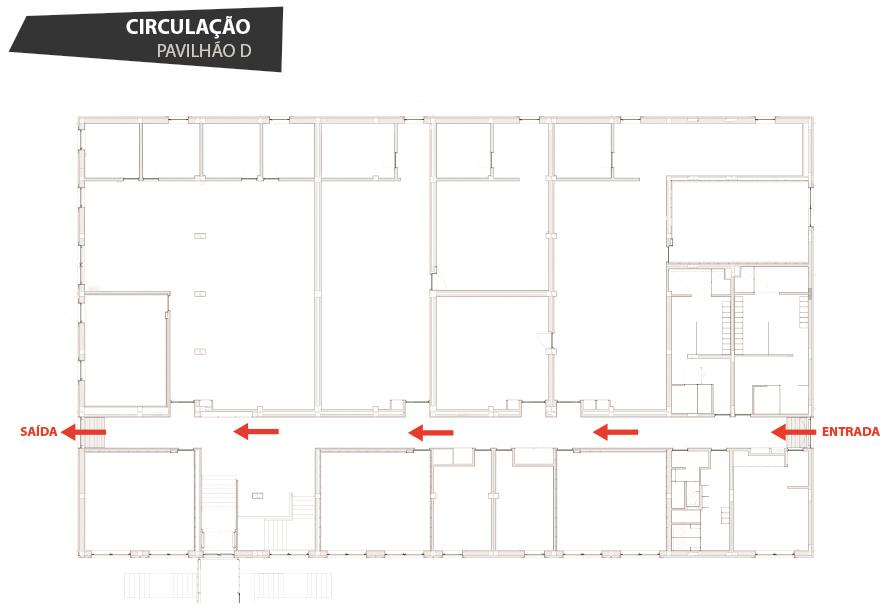 CIRCULAÇÃO
PAVILHÃO D
SAÍDA
ENTRADA